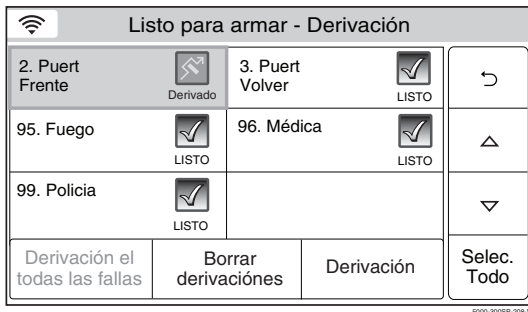 Listo para armar - Derivación
2. Puert
Frente
Derivado
3. Puert
Volver
LISTO
95. Fuego
LISTO
96. Médica
LISTO
99. Policia
LISTO
Derivación el
todas las fallas
Borrar
derivaciónes
Derivación
Selec.
Todo